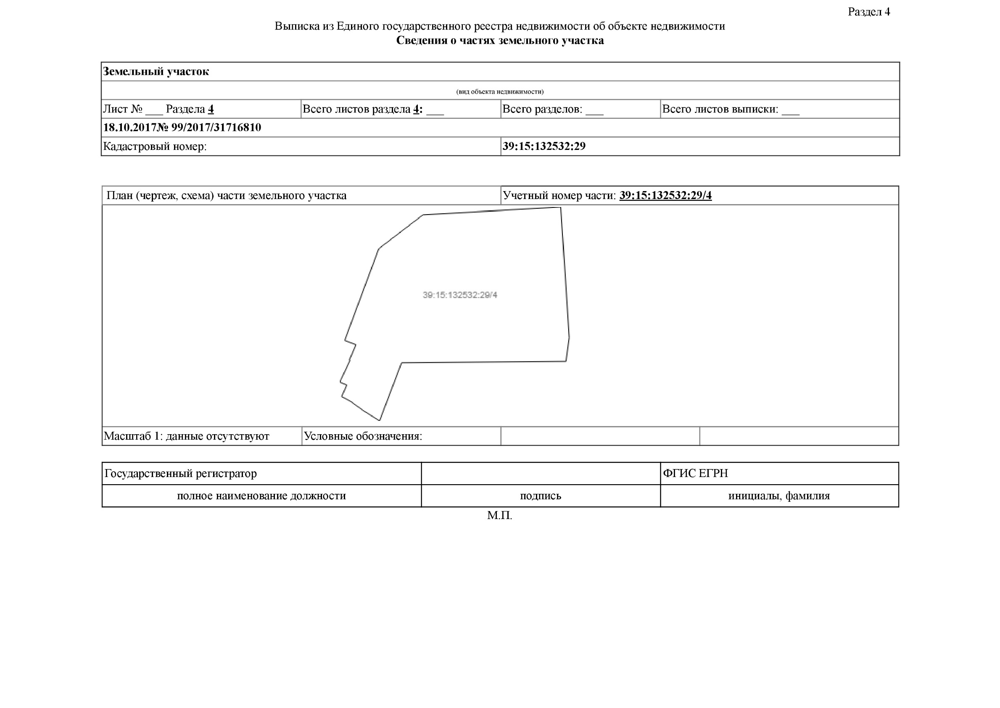 Раздел 4
Выписка из Единого государственного реестра недвижимости об объекте недвижимости
Сведения о частях земельного участка
Земельный участок
(вид объекта недвижимости)
Лист № ___ Раздела 4 Всего листов раздела 4: ___ Всего разделов: ___ Всего листов выписки: ___
18.10.2017№ 99/2017/31716810
Кадастровый номер: 39:15:132532:29
План (чертеж, схема) части земельного участка Учетный номер части: 39:15:132532:29/4
39:15:132532:29/4
Масштаб 1: данные отсутствуют Условные обозначения:
Государственный регистратор ФГИС ЕГРН
полное наименование должности подпись инициалы, фамилия
М.П.